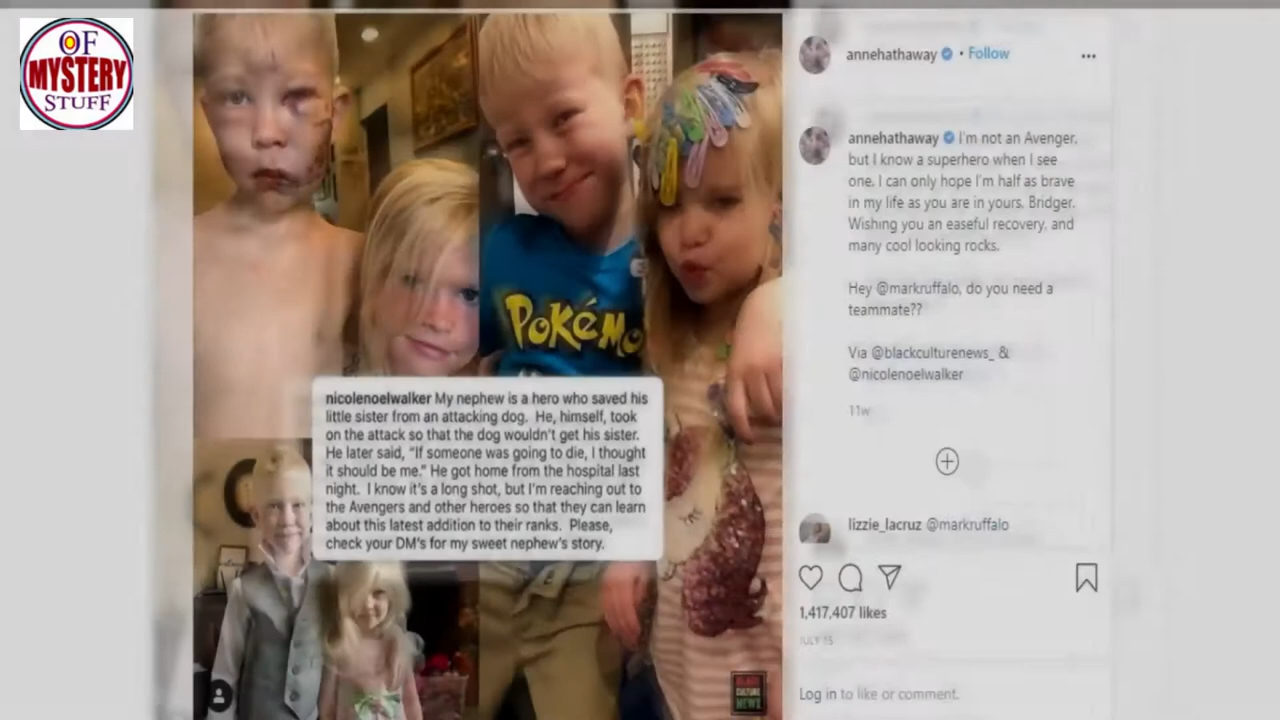 OF
MYSTERY
STUFF
POKéMO
nicolenoelwalker My nephew is a hero who saved his
little sister from an attacking dog. He, himself, took
on the attack so that the dog wouldn't get his sister.
He later said, "If someone was going to die, I thought
it should be me." He got home from the hospital last
night. I know it's a long shot, but I'm reaching out to
the Avengers and other heroes so that they can learn
about this latest addition to their ranks. Please,
check your DM's for my sweet nephew's story.
BLACK
CULTURE
NEWS
annehathaway • Follow
annehathaway I'm not an Avenger,
but I know a superhero when I see
one. I can only hope I'm half as brave
in my life as you are in yours, Bridger.
Wishing you an easeful recovery, and
many cool looking rocks.
Hey @markruffalo, do you need a
teammate??
Via @blackculturenews_ &
@nicolenoelwalker
11w
lizzie_lacruz @markruffalo
1,417,407 likes
JULY 15
Log in to like or comment.